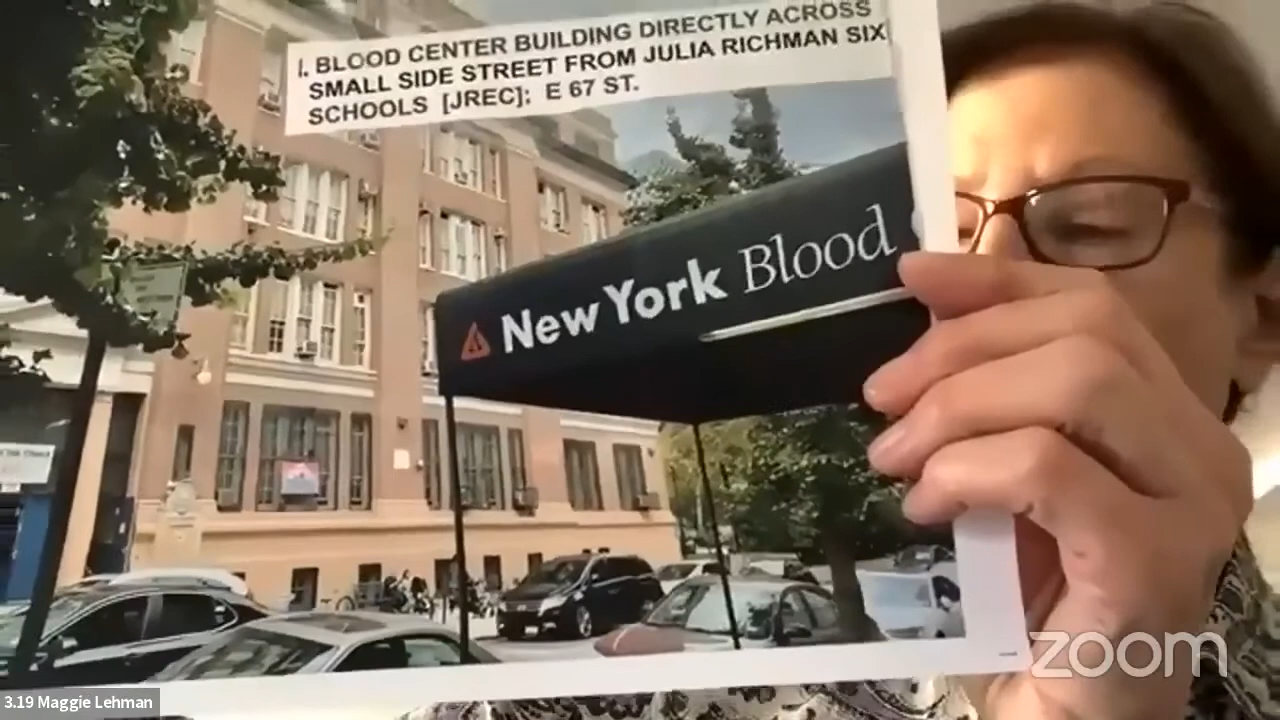 1. BLOOD CENTER BUILDING DIRECTLY ACROSS
SMALL SIDE STREET FROM JULIA RICHMAN SIX
SCHOOLS [JREC]: E 67 ST.
New York Blood
3.19 Maggie Lehman
zoom